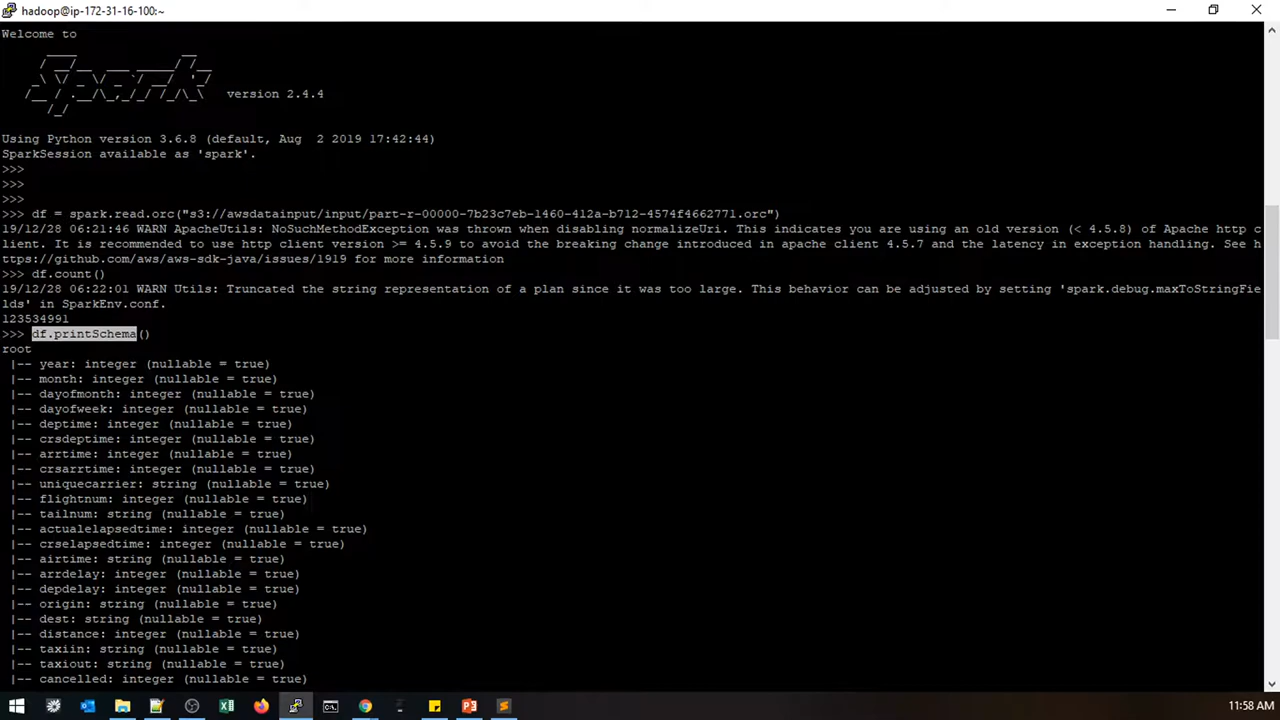 hadoop@ip-172-31-16-100:~
Welcome to
Spark
version 2.4.4
Using Python version 3.6.8 (default, Aug  2 2019 17:42:44)
SparkSession available as 'spark'.
>>>
>>>
>>>
>>> df = spark.read.orc("s3://awsdatainput/input/part-r-00000-7b23c7eb-1460-412a-b712-4574f4662771.orc")
19/12/28 06:21:46 WARN ApacheUtils: NoSuchMethodException was thrown when disabling normalizeUri. This indicates you are using an old version (< 4.5.8) of Apache http c
lient. It is recommended to use http client version >= 4.5.9 to avoid the breaking change introduced in apache client 4.5.7 and the latency in exception handling. See h
ttps://github.com/aws/aws-sdk-java/issues/1919 for more information
>>> df.count()
19/12/28 06:22:01 WARN Utils: Truncated the string representation of a plan since it was too large. This behavior can be adjusted by setting 'spark.debug.maxToStringFie
lds' in SparkEnv.conf.
123534991
>>> df.printSchema()
root
 |-- year: integer (nullable = true)
 |-- month: integer (nullable = true)
 |-- dayofmonth: integer (nullable = true)
 |-- dayofweek: integer (nullable = true)
 |-- deptime: integer (nullable = true)
 |-- crsdeptime: integer (nullable = true)
 |-- arrtime: integer (nullable = true)
 |-- crsarrtime: integer (nullable = true)
 |-- uniquecarrier: string (nullable = true)
 |-- flightnum: integer (nullable = true)
 |-- tailnum: string (nullable = true)
 |-- actualelapsedtime: integer (nullable = true)
 |-- crselapsedtime: integer (nullable = true)
 |-- airtime: string (nullable = true)
 |-- arrdelay: integer (nullable = true)
 |-- depdelay: integer (nullable = true)
 |-- origin: string (nullable = true)
 |-- dest: string (nullable = true)
 |-- distance: integer (nullable = true)
 |-- taxiin: string (nullable = true)
 |-- taxiout: string (nullable = true)
 |-- cancelled: integer (nullable = true)
11:58 AM